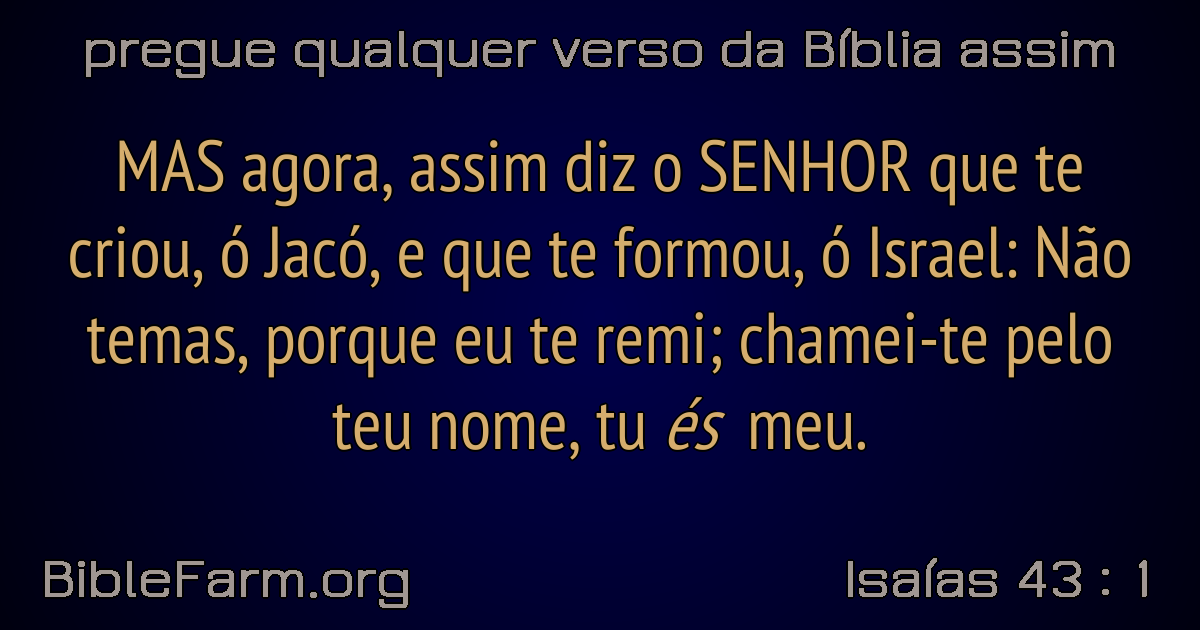 pregue qualquer verso da Bíblia assim
MAS agora, assim diz o SENHOR que te
criou, ó Jacó, e que te formou, ó Israel: Não
temas, porque eu te remi; chamei-te pelo
teu nome, tu és meu.
BibleFarm.org
Isaías 43 : 1